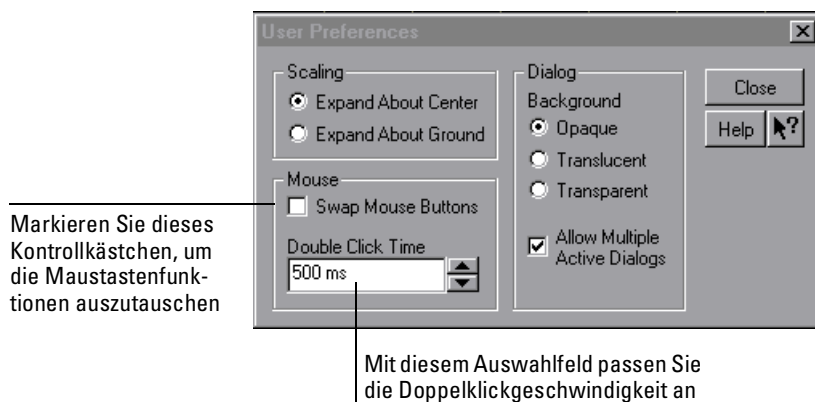 User Preferences
Scaling
Expand About Center
Expand About Ground
Mouse
Swap Mouse Buttons
Double Click Time
500 ms
Dialog
Background
Opaque
Translucent
Transparent
Allow Multiple
Active Dialogs
Close
Help ?
Markieren Sie dieses
Kontrollkästchen, um
die Maustastenfunk-
tionen auszutauschen
Mit diesem Auswahlfeld passen Sie
die Doppelklickgeschwindigkeit an